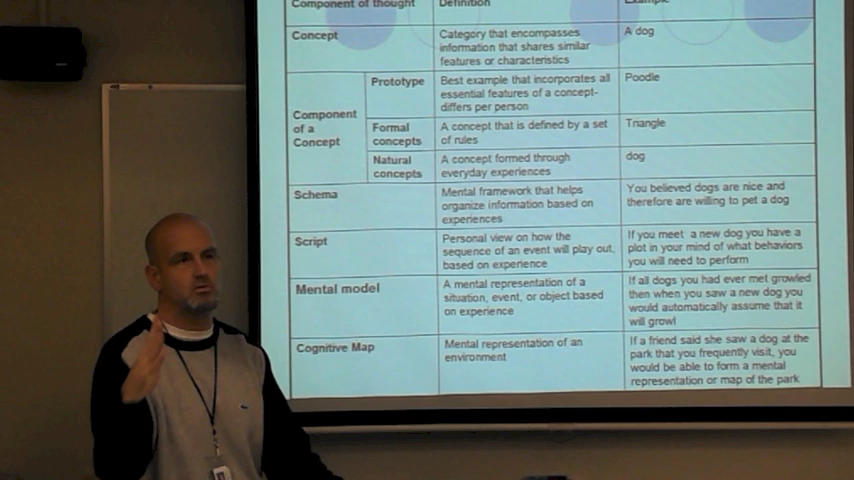 Component of thought Definition Example
Concept Category that encompasses A dog
information that shares similar
features or characteristics
Component
of a
Concept
Prototype Best example that incorporates all Poodle
essential features of a concept-
differs per person
Formal A concept that is defined by a set Triangle
concepts of rules
Natural A concept formed through dog
concepts everyday experiences
Schema Mental framework that helps You believed dogs are nice and
organize information based on therefore are willing to pet a dog
experiences
Script Personal view on how the If you meet a new dog you have a
sequence of an event will play out, plot in your mind of what behaviors
based on experience you will need to perform
Mental model A mental representation of a If all dogs you had ever met growled
situation, event, or object based then when you saw a new dog you
on experience would automatically assume that it
will growl
Cognitive Map Mental representation of an If a friend said she saw a dog at the
environment park that you frequently visit, you
would be able to form a mental
representation or map of the park